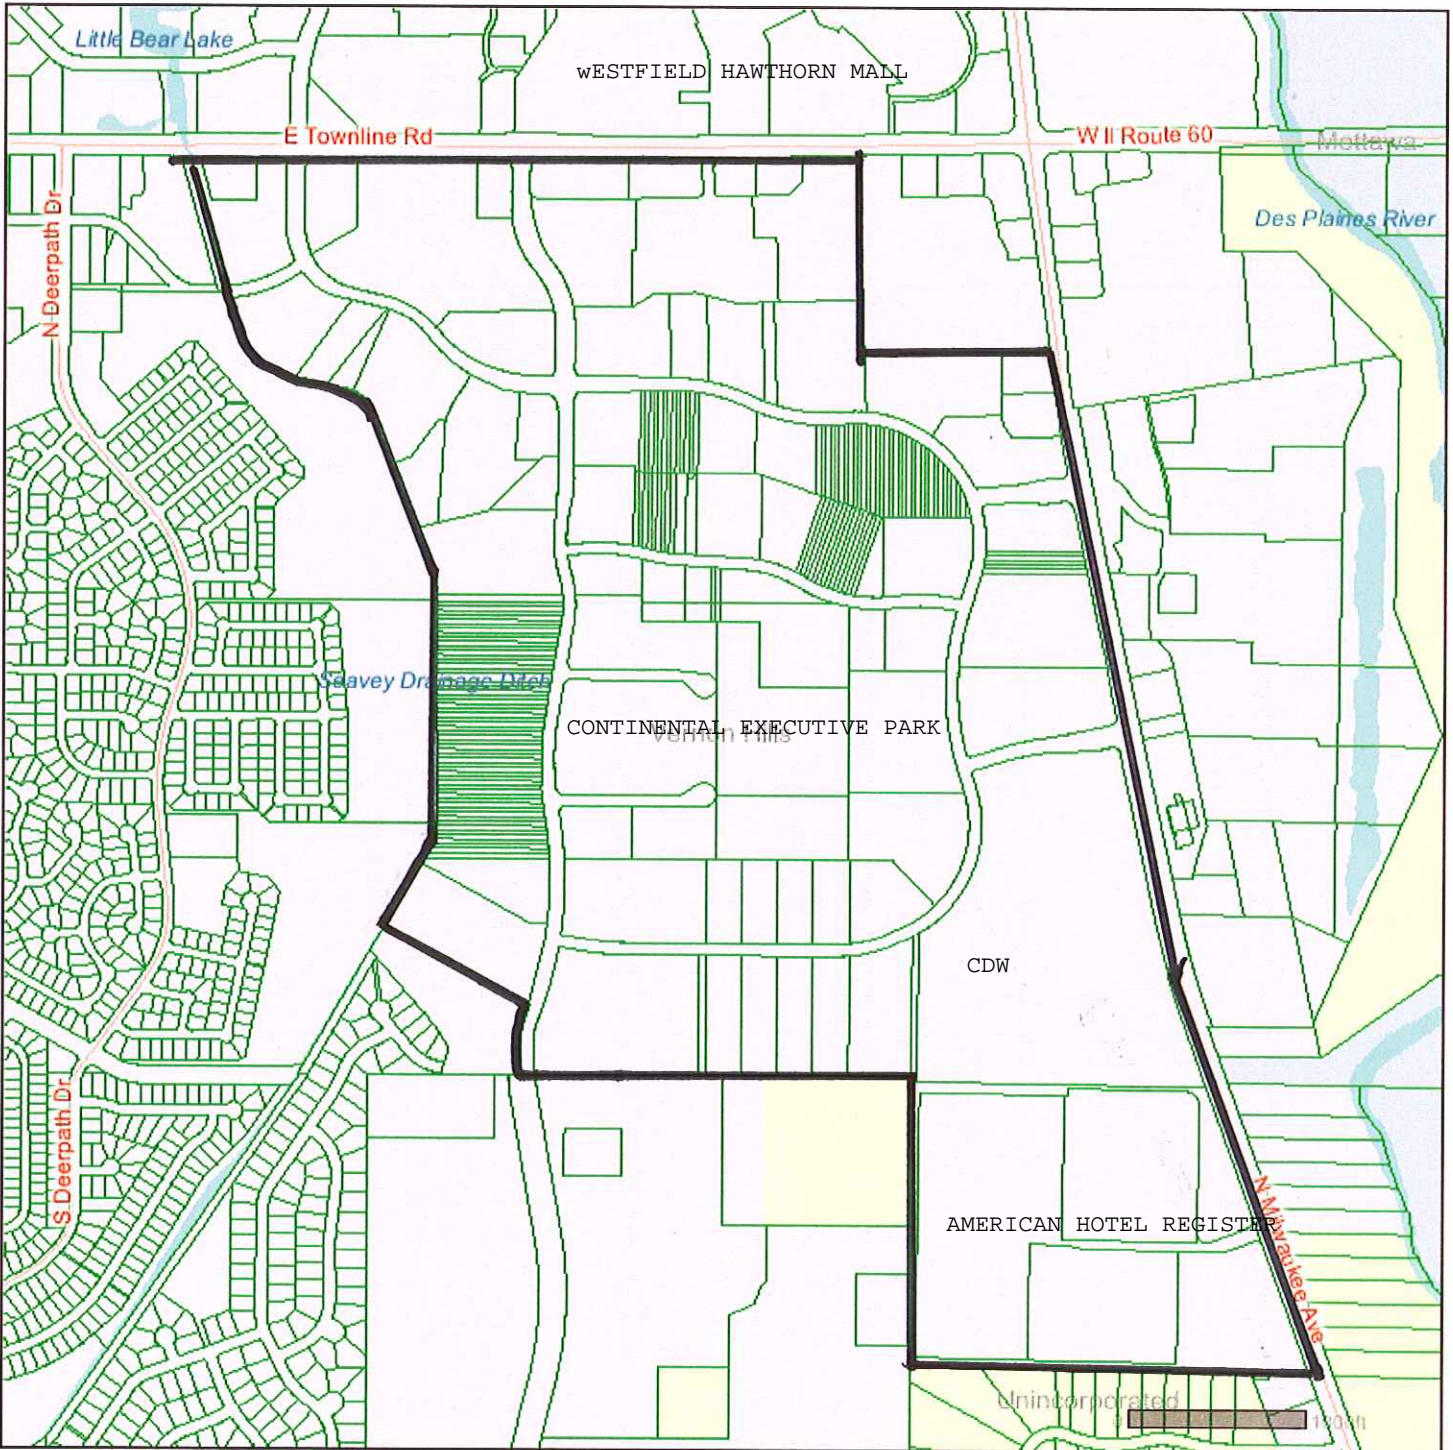 Little Bear Lake
wESTFIELD HAWTHORN MALL
E Townline Rd
W Il Route 60
Mettawa
N Deerpath Dr
Des Plaines River
Seavey Drainage Ditch
CONTINENTAL EXECUTIVE PARK
Vernon Hills
CDW
S Deerpath Dr
AMERICAN HOTEL REGISTER
N Milwaukee Ave
Unincorporated
0